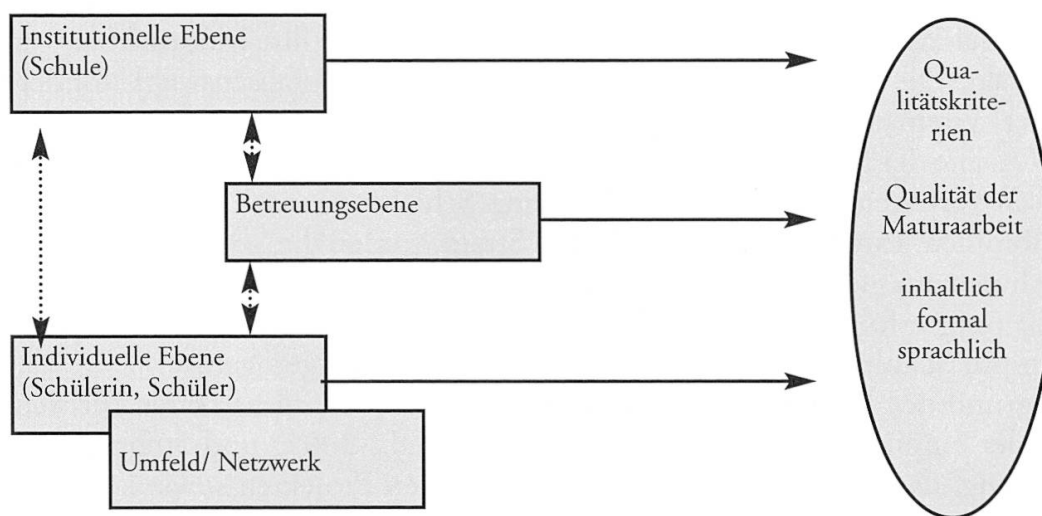 Institutionelle Ebene
(Schule)
Betreuungsebene
Individuelle Ebene
(Schülerin, Schüler)
Umfeld/ Netzwerk
Qua-
litätskrite-
rien
Qualität der
Maturaarbeit
inhaltlich
formal
sprachlich